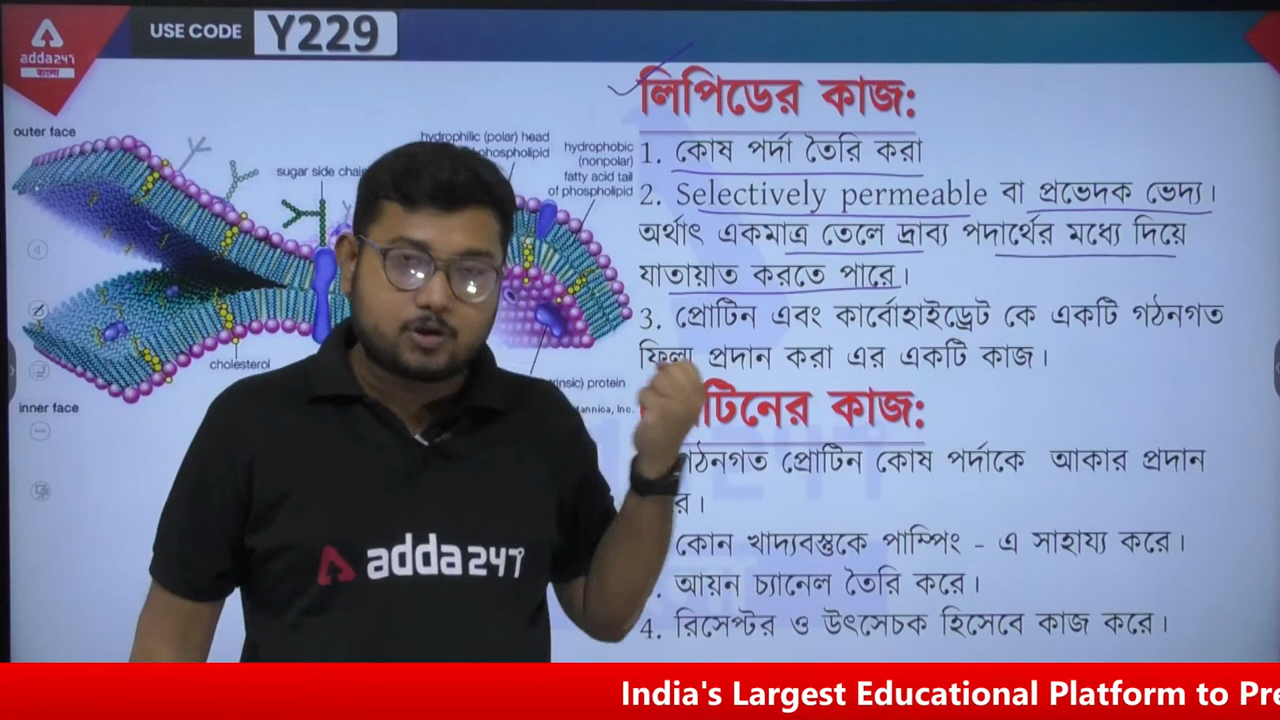 adda247
বাংলা
USE CODE
Y229
outer face
sugar side chain
hydrophilic (polar) head
phospholipid
hydrophobic
(nonpolar)
fatty acid tail
of phospholipid
cholesterol
inner face
protein
Inc.
লিপিডের কাজ:
1. কোষ পর্দা তৈরি করা
2. Selectively permeable বা প্রভেদক ভেদ্য।
অর্থাৎ একমাত্র তেলে দ্রাব্য পদার্থের মধ্যে দিয়ে
যাতায়াত করতে পারে।
3. প্রোটিন এবং কার্বোহাইড্রেট কে একটি গঠনগত
প্রদান করা এর একটি কাজ।
টিনের কাজ:
গঠনগত প্রোটিন কোষ পর্দাকে আকার প্রদান
রে।
কোন খাদ্যবস্তুকে পাম্পিং - এ সাহায্য করে।
. আয়ন চ্যানেল তৈরি করে।
4. রিসেপ্টর ও উৎসেচক হিসেবে কাজ করে।
adda247
India's Largest Educational Platform to Pre